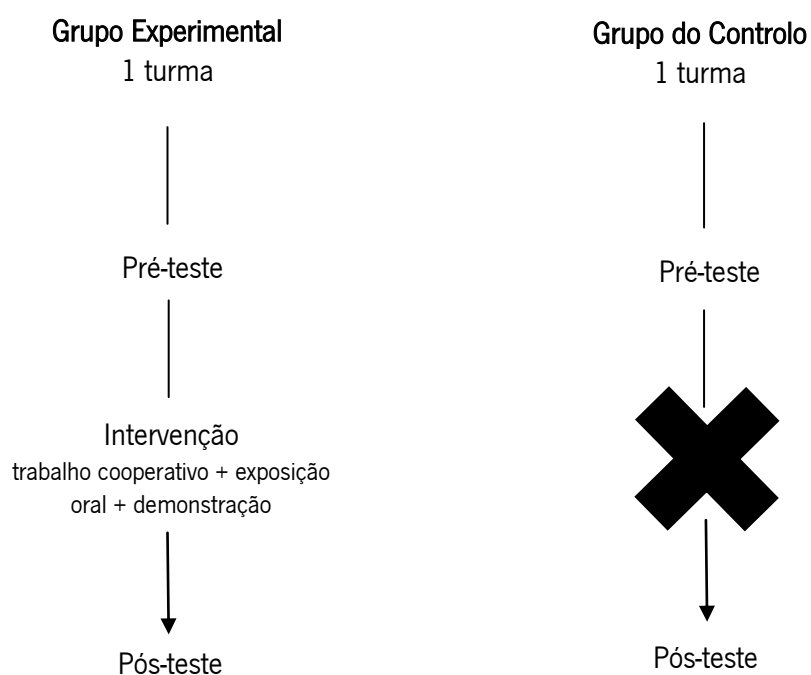 Grupo Experimental
1 turma
Pré-teste
Intervenção
trabalho cooperativo + exposição
oral + demonstração
Pós-teste
Grupo do Controlo
1 turma
Pré-teste
Pós-teste